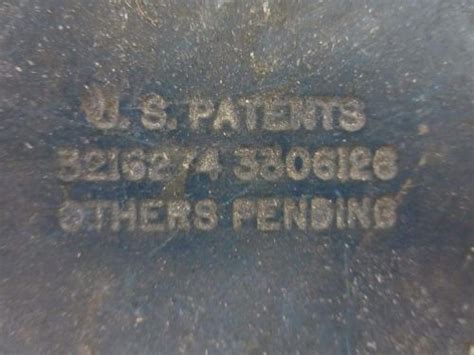 U. S. PATENTS
3216274 3306126
OTHERS PENDING